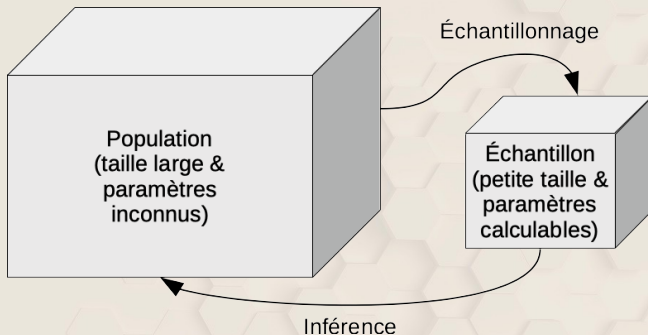 Échantillonnage
Population
(taille large &
paramètres
inconnus)
Échantillon
(petite taille &
paramètres
calculables)
Inférence